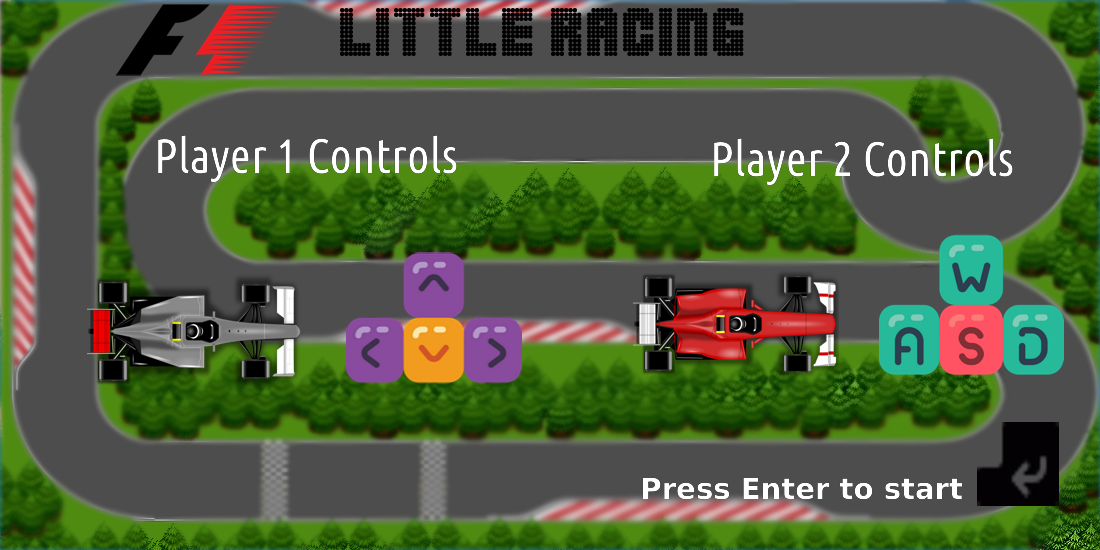 F1 LITTLE RACING
Player 1 Controls
Player 2 Controls
W
A S D
Press Enter to start